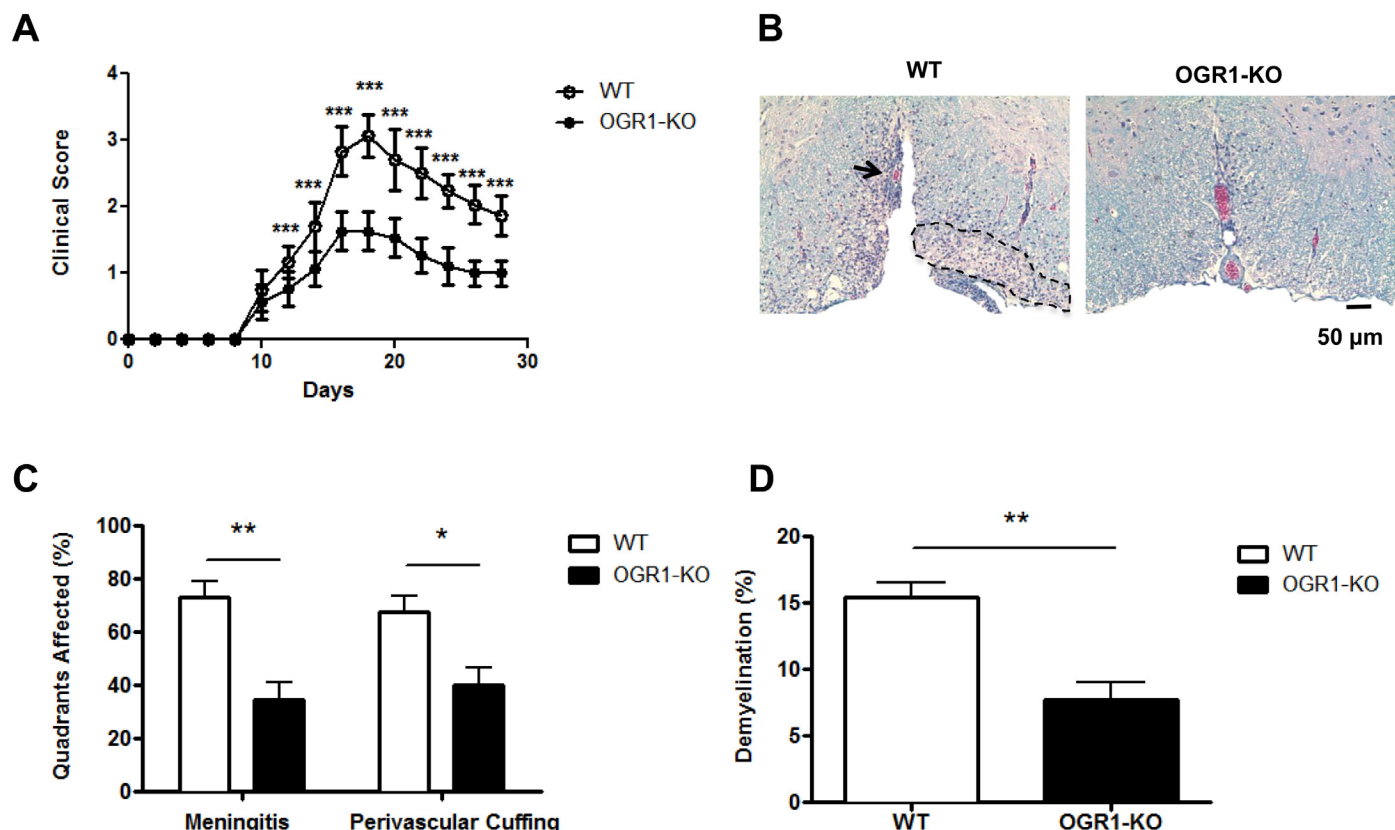 A
Clinical Score
4
3
2
1
0
***
***
***
***
***
***
***
***
***
0
10
20
30
Days
WT
OGR1-KO
B
WT
OGR1-KO
50 µm
C
Quadrants Affected (%)
100
80
60
40
20
0
**
*
Meningitis
Perivascular Cuffing
WT
OGR1-KO
D
Demyelination (%)
20
15
10
5
0
**
WT
OGR1-KO
WT
OGR1-KO